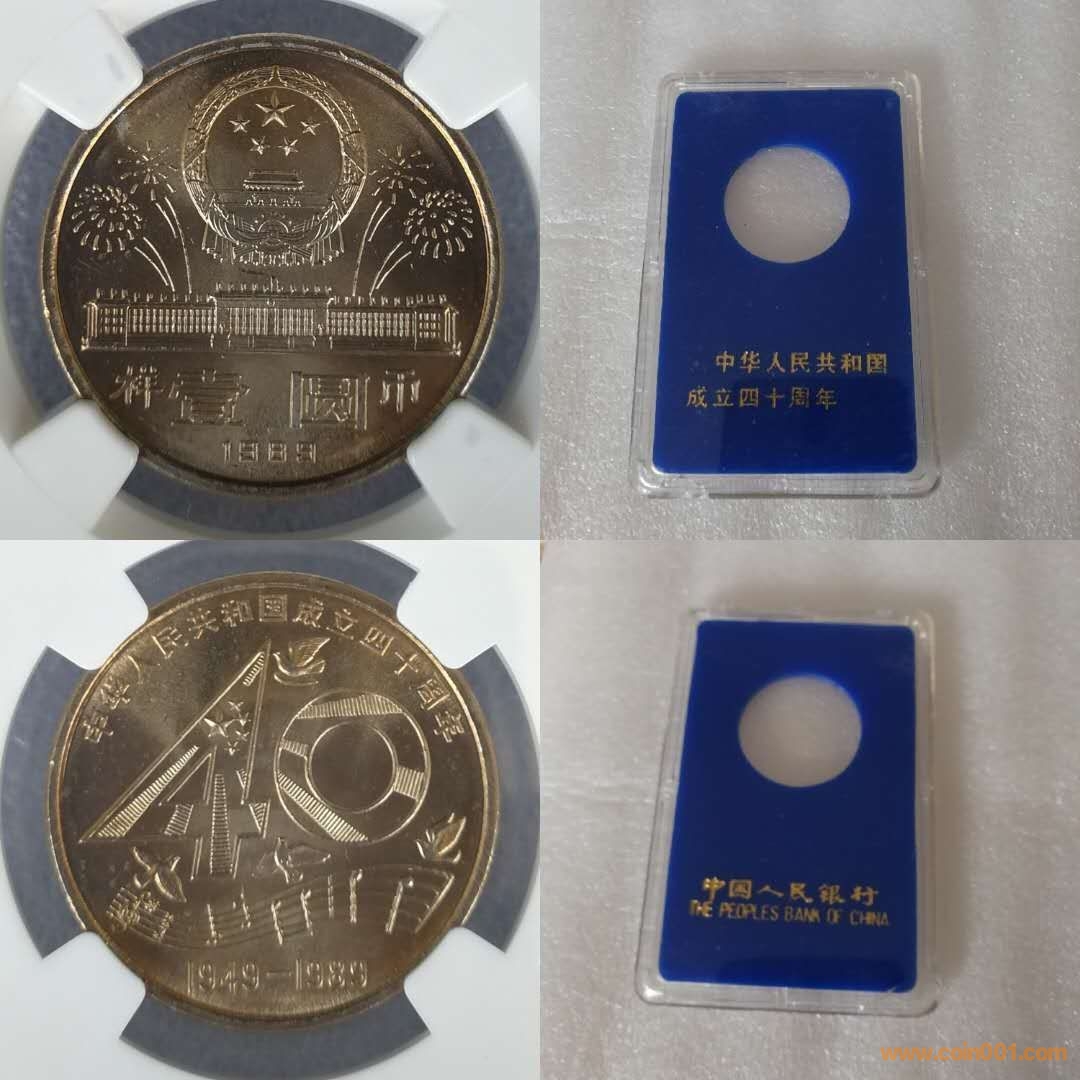 样 壹 圆 币
1989
中华人民共和国
成立四十周年
中华人民共和国成立四十周年
40
1949-1989
中国人民银行
THE PEOPLES BANK OF CHINA
www.coin001.com